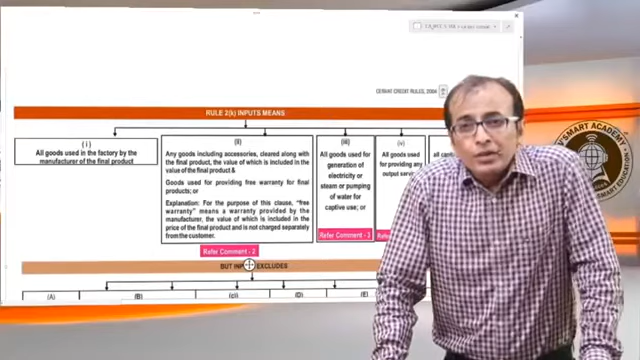 CENVAT CREDIT RULES, 2004
RULE 2(k) INPUTS MEANS
(i)
All goods used in the factory by the
manufacturer of the final product
(ii)
Any goods including accessories, cleared along with
the final product, the value of which is included in the
value of the final product &
Goods used for providing free warranty for final
products; or
Explanation: For the purpose of this clause, "free
warranty" means a warranty provided by the
manufacturer, the value of which is included in the
price of the final product and is not charged separately
from the customer.
Refer Comment - 2
(iii)
All goods used for
generation of
electricity or
steam or pumping
of water for
captive use; or
Refer Comment - 3
(v)
All goods used
for providing any
output
BUT EXCLUDES
(A)
(B)
(D)
(E)
SMART ACADEMY
SMART EDUCATION